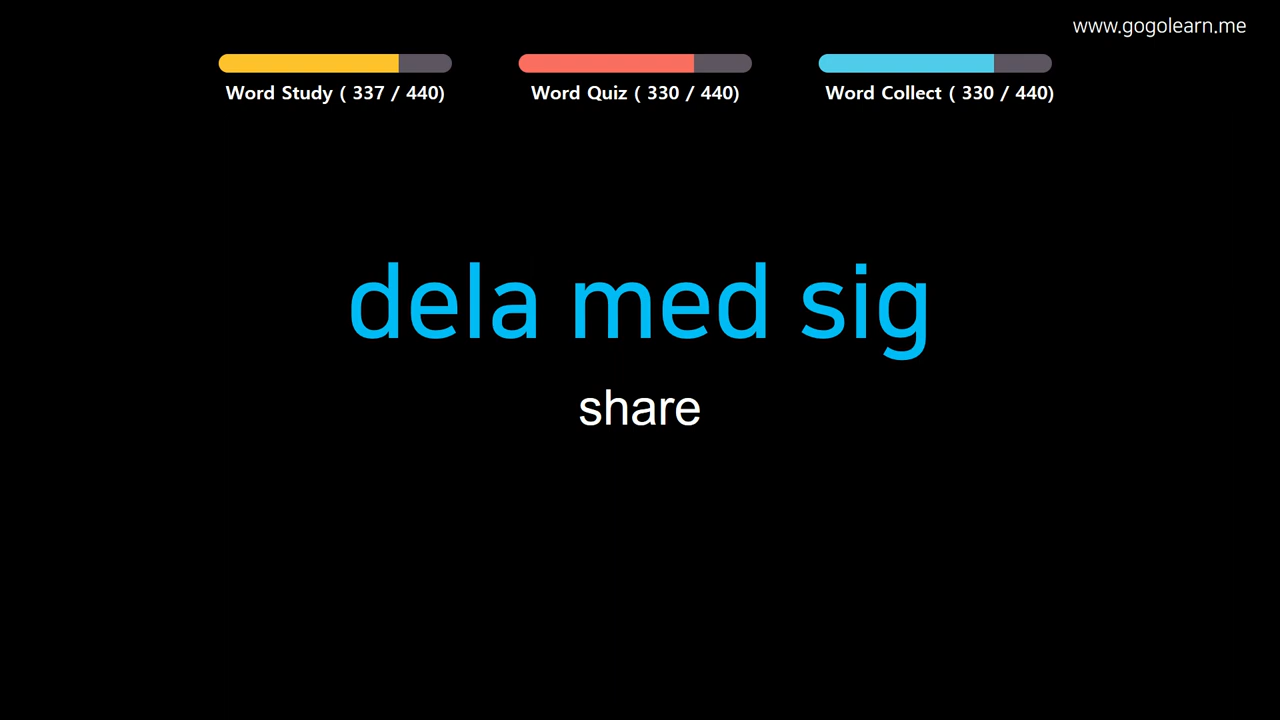 www.gogolearn.me
Word Study ( 337 / 440)
Word Quiz ( 330 / 440)
Word Collect ( 330 / 440)
dela med sig
share